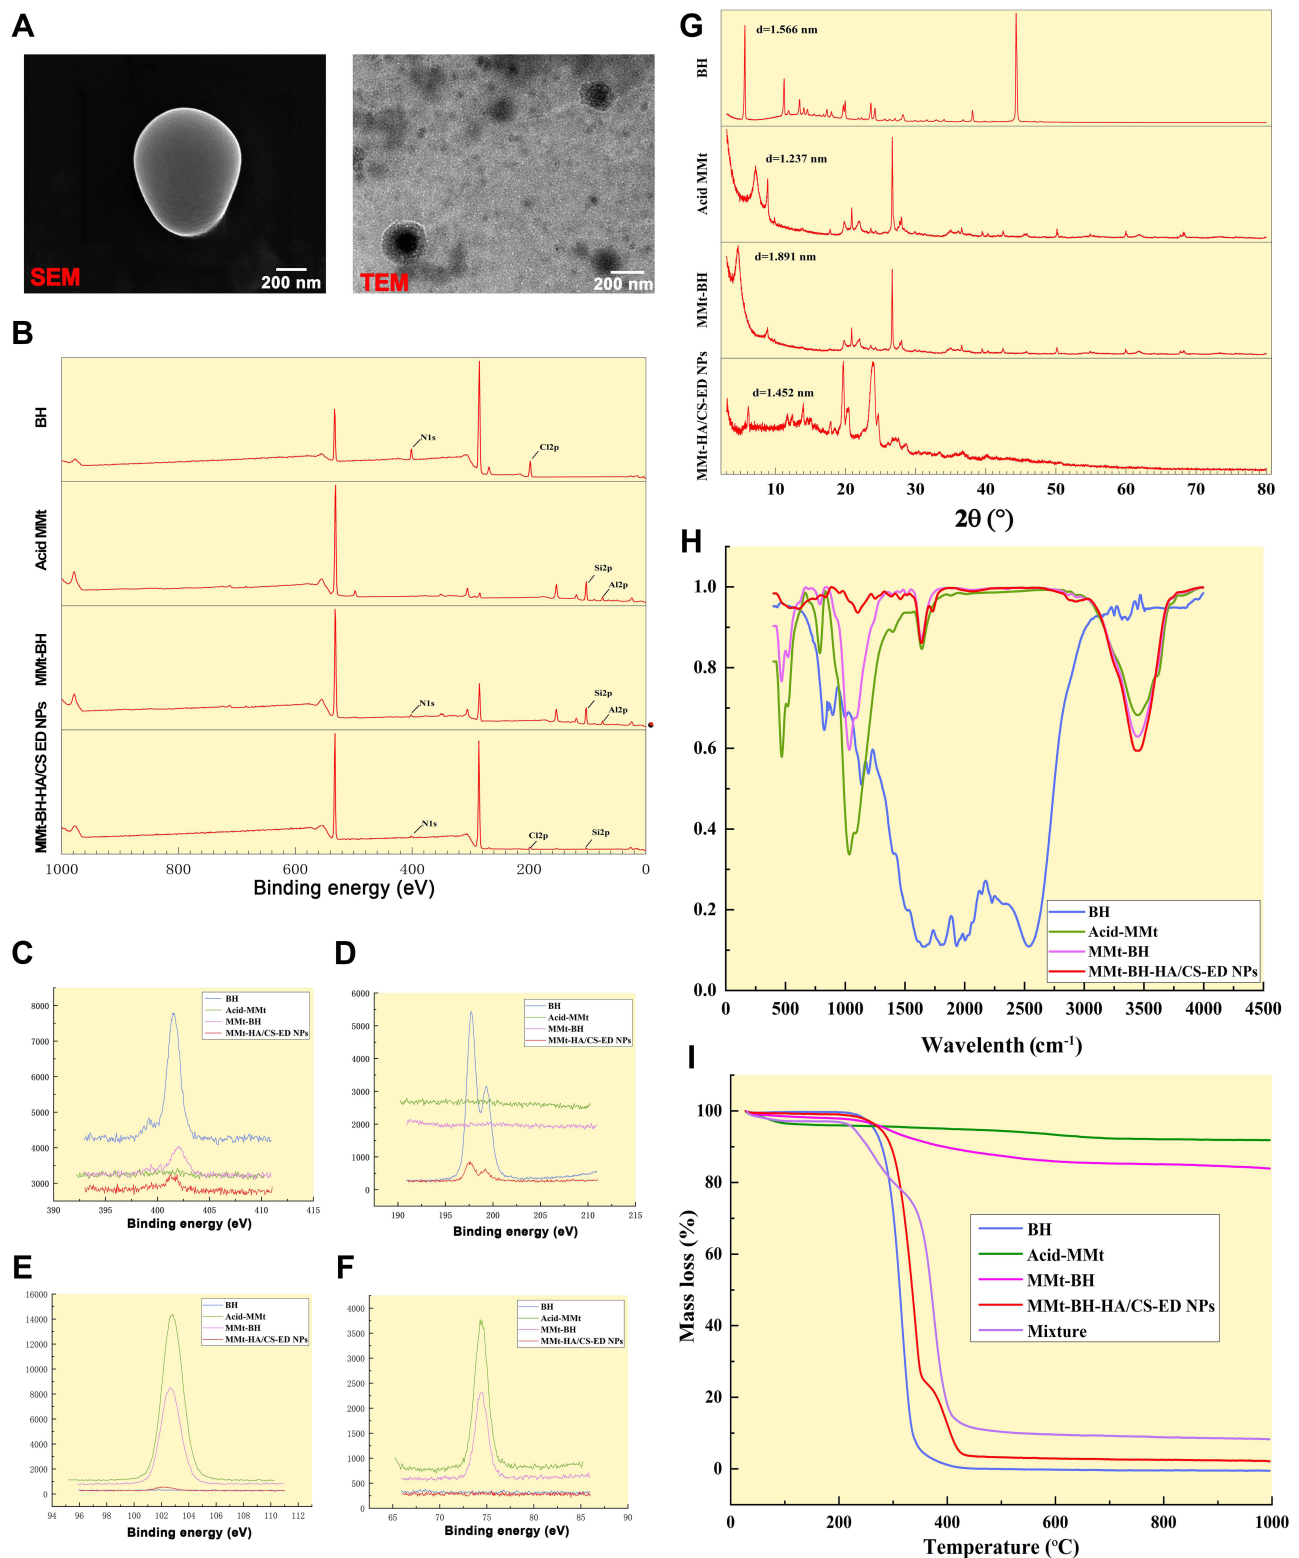 A
SEM
200 nm
TEM
200 nm
B
BH
N1s
Cl2p
Acid MMt
Si2p
Al2p
MMt-BH
N1s
Si2p
Al2p
MMt-BH-HA/CS ED NPs
N1s
Cl2p
Si2p
1000 800 600 400 200 0
Binding energy (eV)
C
BH
Acid-MMt
MMt-BH
MMt-HA/CS-ED NPs
8000
7000
6000
5000
4000
3000
390 395 400 405 410 415
Binding energy (eV)
D
BH
Acid-MMt
MMt-BH
MMt-HA/CS-ED NPs
6000
5000
4000
3000
2000
1000
0
190 195 200 205 210 215
Binding energy (eV)
E
BH
Acid-MMt
MMt-BH
MMt-HA/CS-ED NPs
16000
14000
12000
10000
8000
6000
4000
2000
0
94 96 98 100 102 104 106 108 110 112
Binding energy (eV)
F
BH
Acid-MMt
MMt-BH
MMt-HA/CS-ED NPs
4000
3500
3000
2500
2000
1500
1000
500
0
65 70 75 80 85 90
Binding energy (eV)
G
BH
d=1.566 nm
Acid MMt
d=1.237 nm
MMt-BH
d=1.891 nm
MMt-HA/CS-ED NPs
d=1.452 nm
10 20 30 40 50 60 70 80
2θ (°)
H
1.0
0.8
0.6
0.4
0.2
0.0
BH
Acid-MMt
MMt-BH
MMt-BH-HA/CS-ED NPs
0 500 1000 1500 2000 2500 3000 3500 4000 4500
Wavelenth (cm-1)
I
Mass loss (%)
100
80
60
40
20
0
BH
Acid-MMt
MMt-BH
MMt-BH-HA/CS-ED NPs
Mixture
0 200 400 600 800 1000
Temperature (°C)